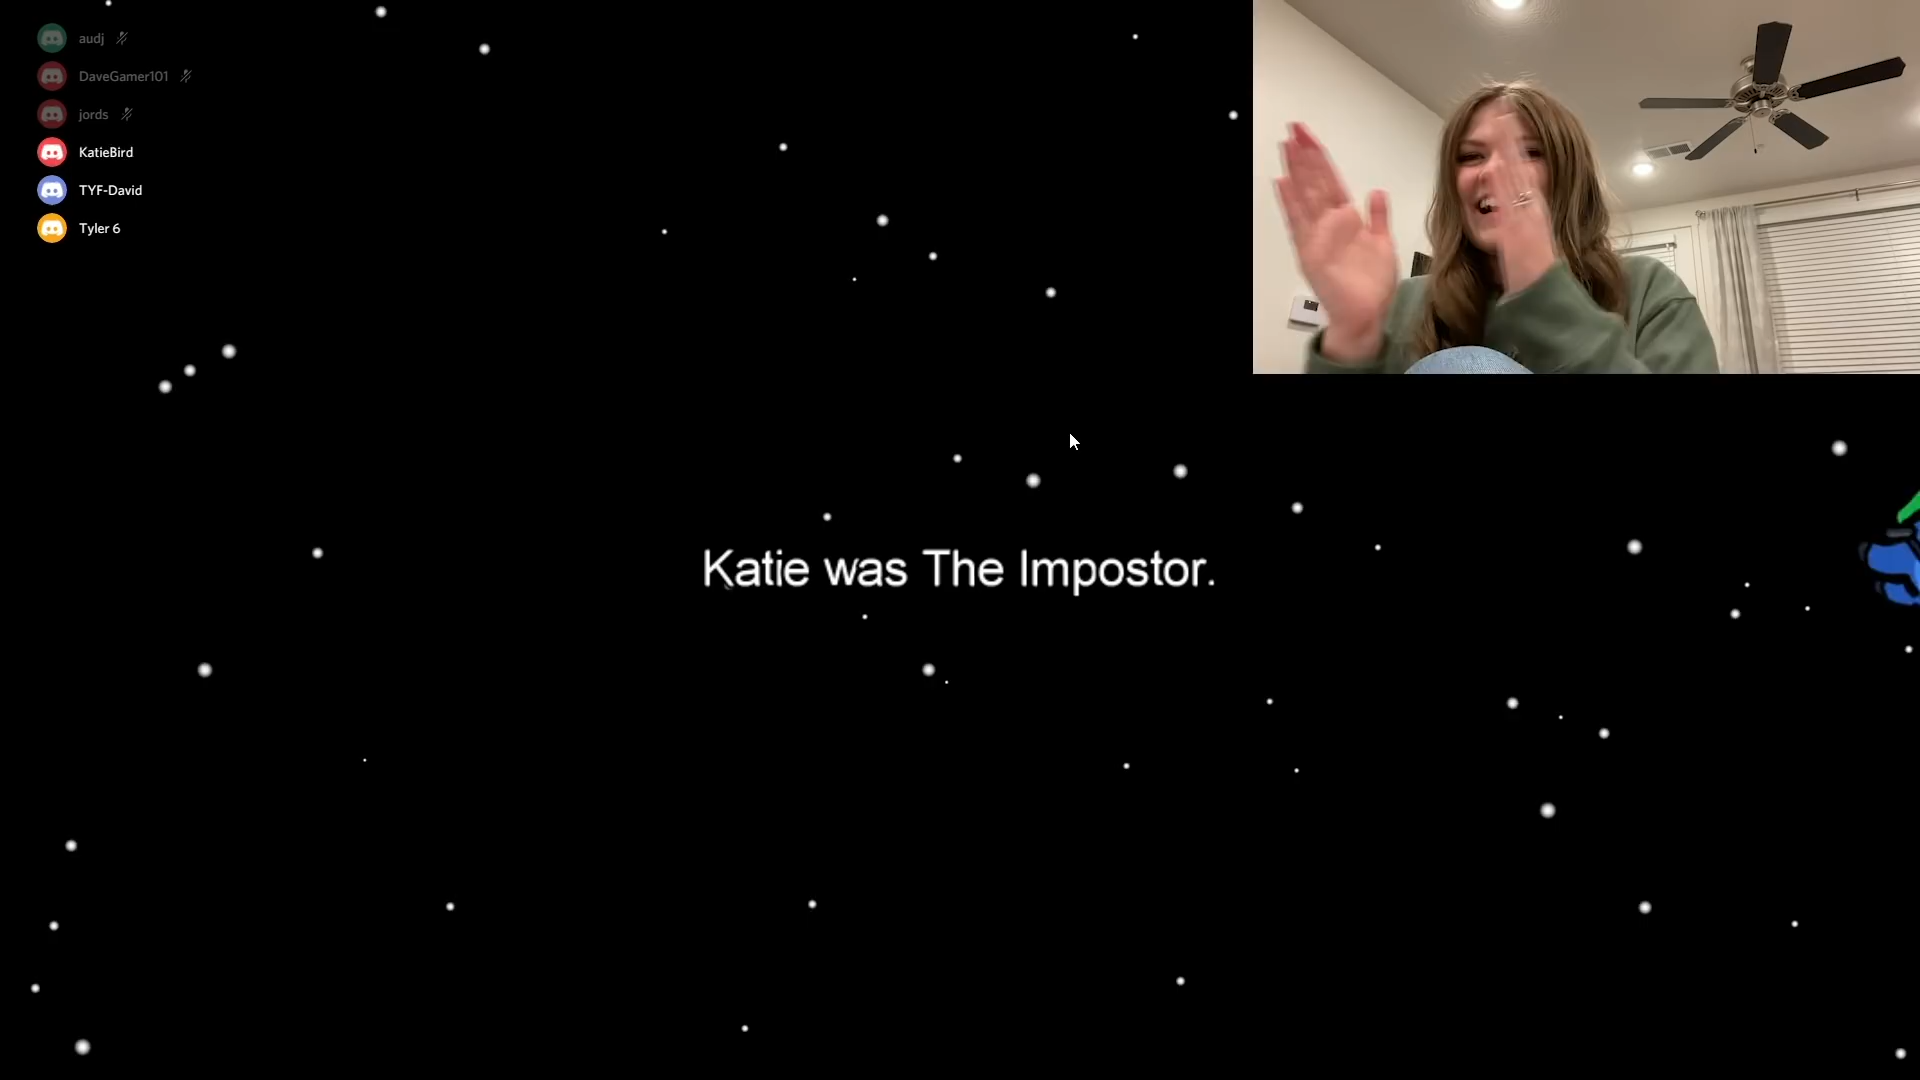 audj
DaveGamer101
jords
KatieBird
TYF-David
Tyler 6
Katie was The Impostor.